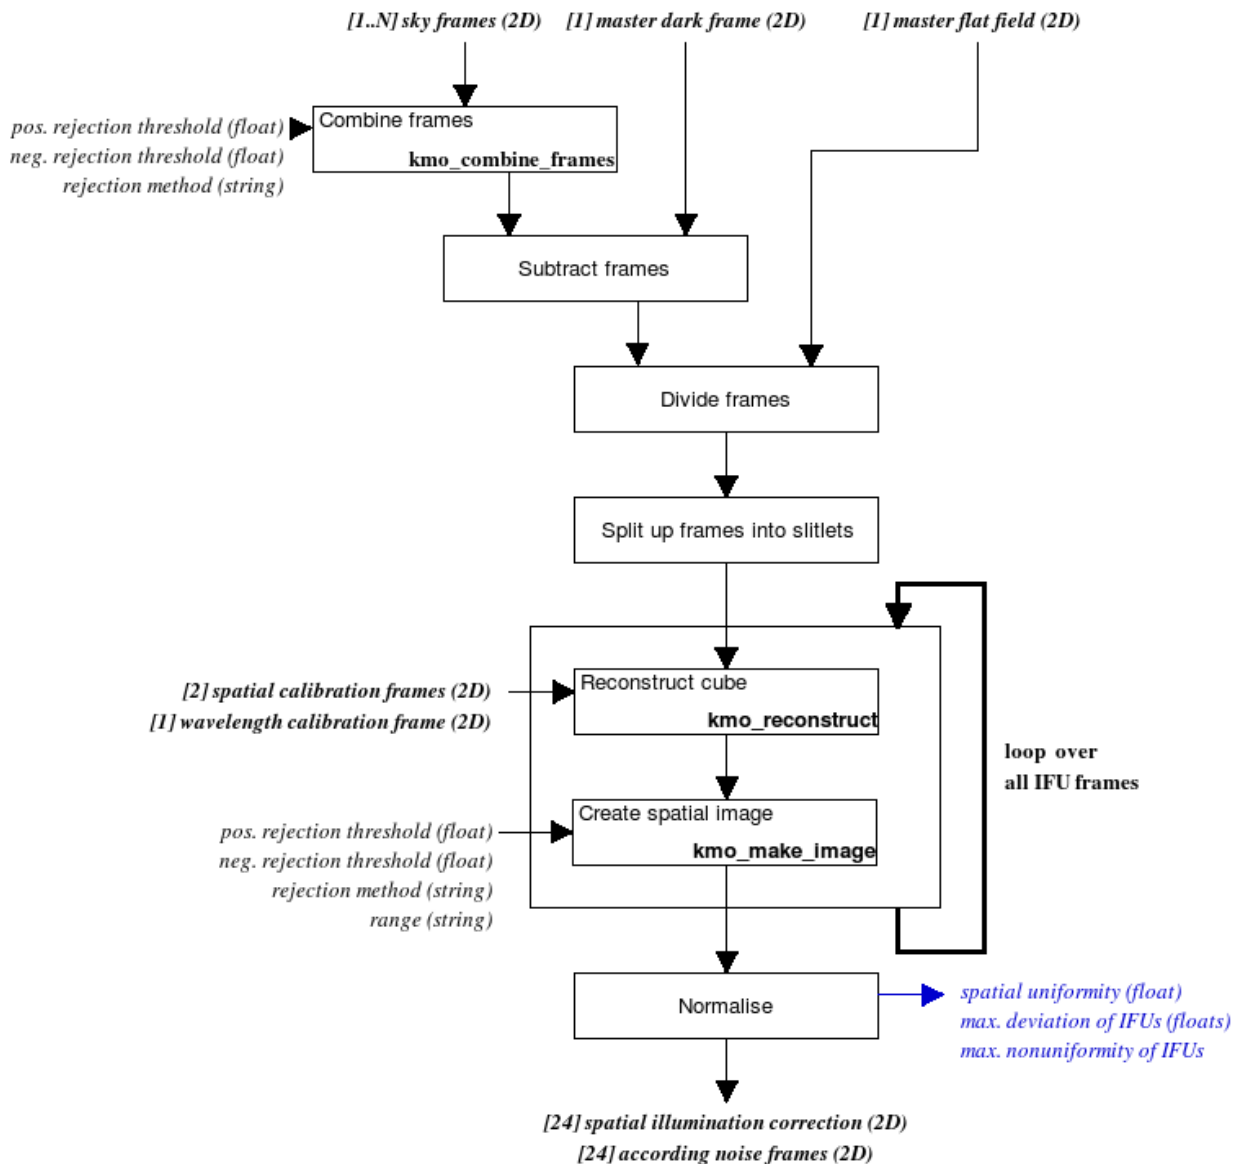 [1..N] sky frames (2D) [1] master dark frame (2D) [1] master flat field (2D)
pos. rejection threshold (float)
neg. rejection threshold (float)
rejection method (string)
Combine frames
kmo_combine_frames
Subtract frames
Divide frames
Split up frames into slitlets
[2] spatial calibration frames (2D)
[1] wavelength calibration frame (2D)
Reconstruct cube
kmo_reconstruct
loop over
all IFU frames
pos. rejection threshold (float)
neg. rejection threshold (float)
rejection method (string)
range (string)
Create spatial image
kmo_make_image
Normalise
spatial uniformity (float)
max. deviation of IFUs (floats)
max. nonuniformity of IFUs
[24] spatial illumination correction (2D)
[24] according noise frames (2D)